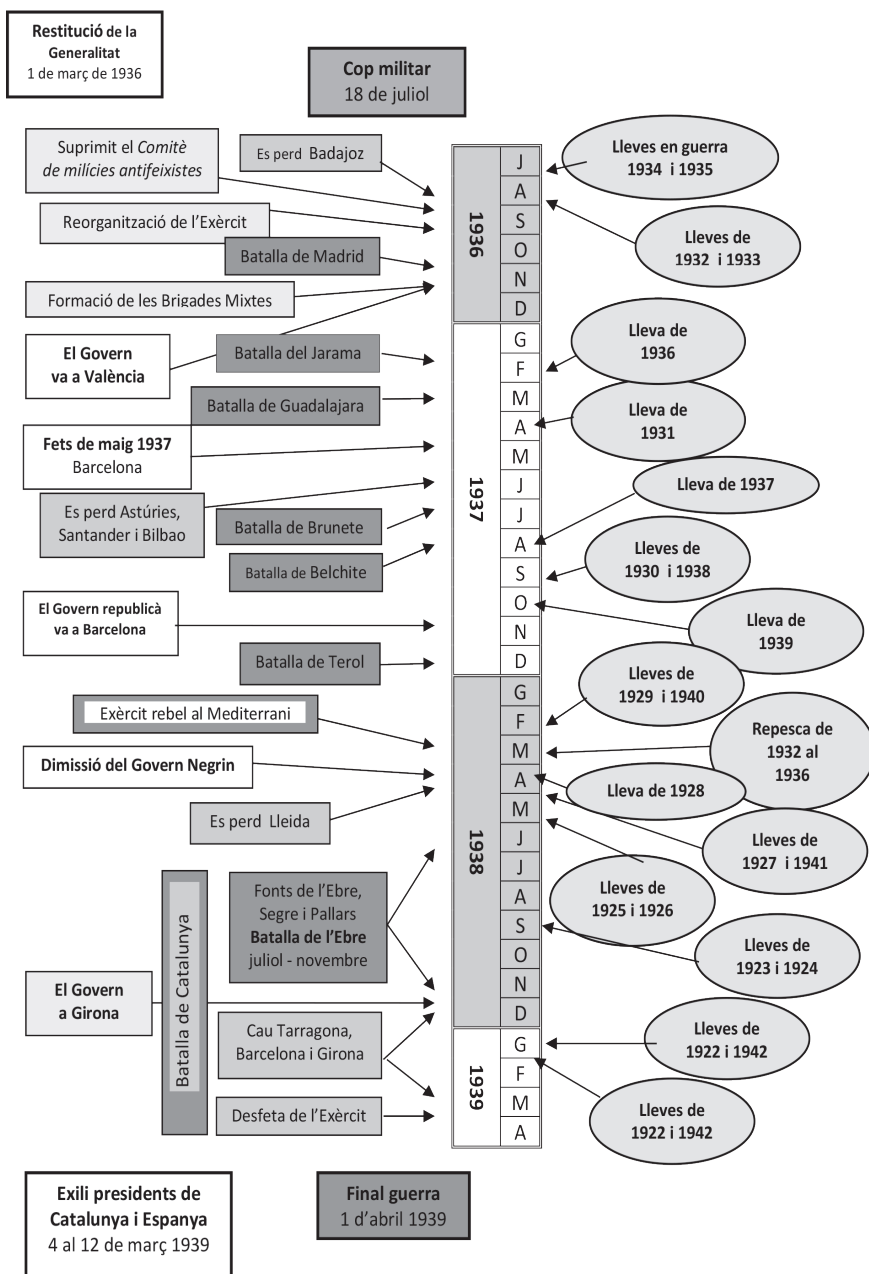 Restitució de la
Generalitat
1 de març de 1936
Cop militar
18 de juliol
Suprimit el Comitè
de milícies antifeixistes
Es perd Badajoz
Reorganització de l'Exèrcit
Batalla de Madrid
Formació de les Brigades Mixtes
El Govern
va a València
Batalla del Jarama
Batalla de Guadalajara
Fets de maig 1937
Barcelona
Es perd Astúries,
Santander i Bilbao
Batalla de Brunete
Batalla de Belchite
El Govern republicà
va a Barcelona
Batalla de Terol
Exèrcit rebel al Mediterrani
Dimissió del Govern Negrin
Es perd Lleida
Fonts de l'Ebre,
Segre i Pallars
Batalla de l'Ebre
juliol - novembre
Batalla de Catalunya
El Govern
a Girona
Cau Tarragona,
Barcelona i Girona
Desfeta de l'Exèrcit
1936
J
A
S
O
N
D
1937
G
F
M
A
M
J
J
A
S
O
N
D
1938
G
F
M
A
M
J
J
A
S
O
N
D
1939
G
F
M
A
Lleves en guerra
1934 i 1935
Lleves de
1932 i 1933
Lleva de
1936
Lleva de
1931
Lleva de 1937
Lleves de
1930 i 1938
Lleva de
1939
Lleves de
1929 i 1940
Repesca de
1932 al
1936
Lleva de 1928
Lleves de
1927 i 1941
Lleves de
1925 i 1926
Lleves de
1923 i 1924
Lleves de
1922 i 1942
Lleves de
1922 i 1942
Exili presidents de
Catalunya i Espanya
4 al 12 de març 1939
Final guerra
1 d'abril 1939